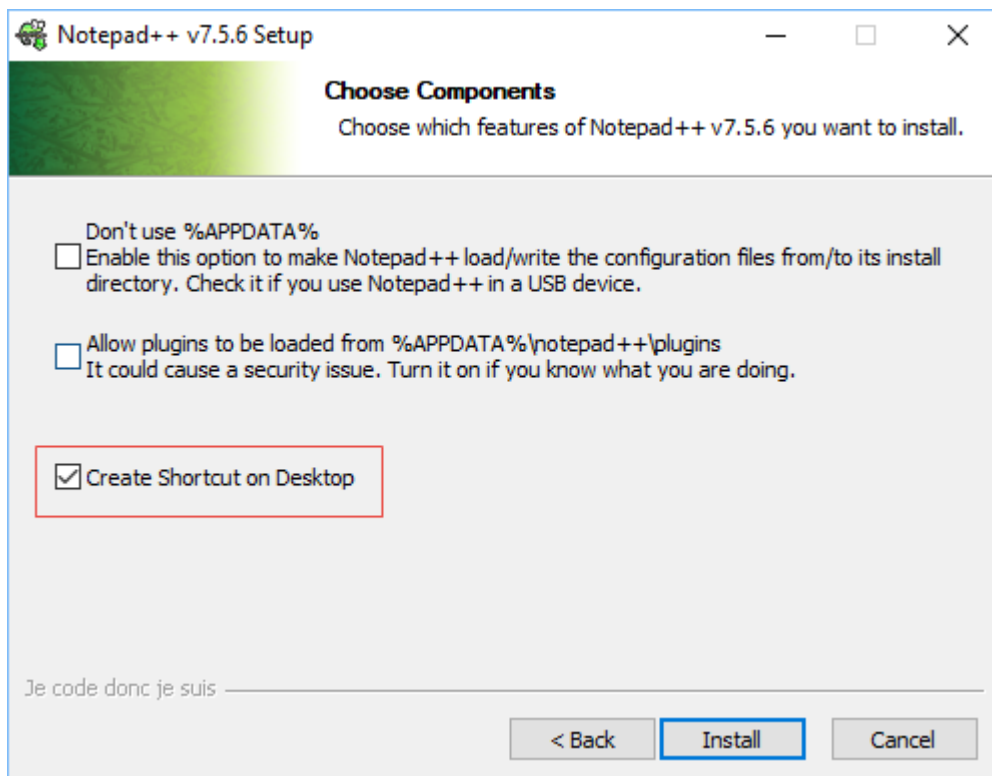 Notepad++ v7.5.6 Setup
Choose Components
Choose which features of Notepad++ v7.5.6 you want to install.
Don't use %APPDATA%
Enable this option to make Notepad++ load/write the configuration files from/to its install
directory. Check it if you use Notepad++ in a USB device.
Allow plugins to be loaded from %APPDATA%\notepad++\plugins
It could cause a security issue. Turn it on if you know what you are doing.
Create Shortcut on Desktop
Je code donc je suis
< Back
Install
Cancel